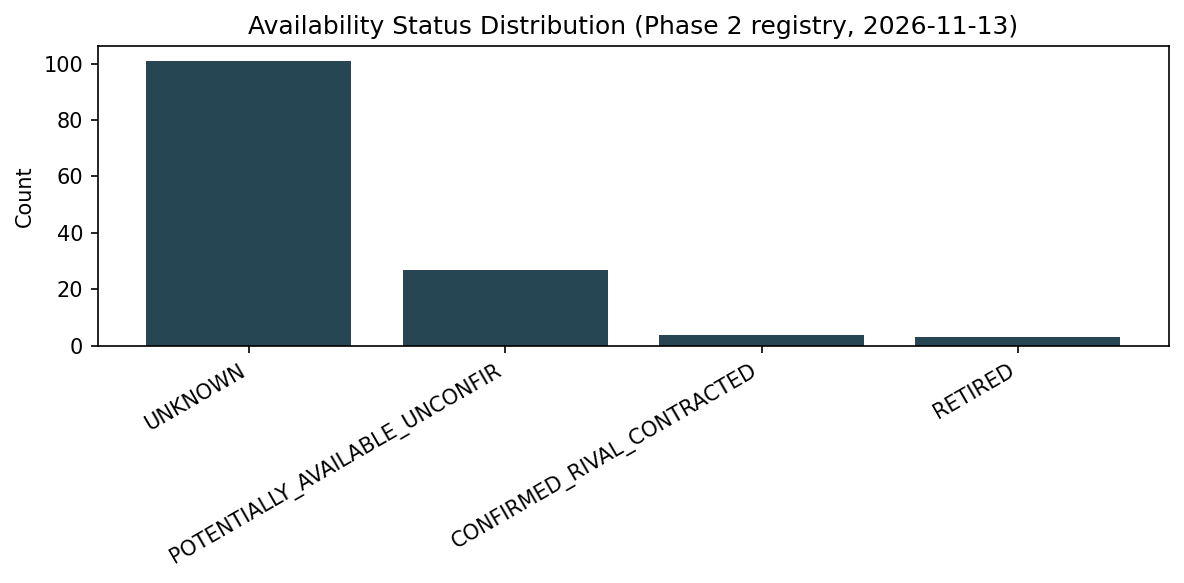 Availability Status Distribution (Phase 2 registry, 2026-11-13)
Count
100
80
60
40
20
0
UNKNOWN
POTENTIALLY_AVAILABLE_UNCONFIR
CONFIRMED_RIVAL_CONTRACTED
RETIRED